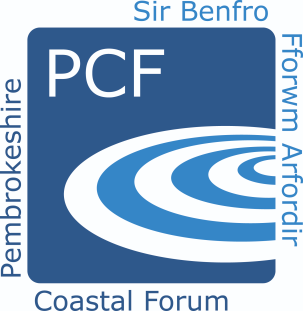 Sir Benfro
Fforwm Arfordir
PCF
Pembrokeshire
Coastal Forum